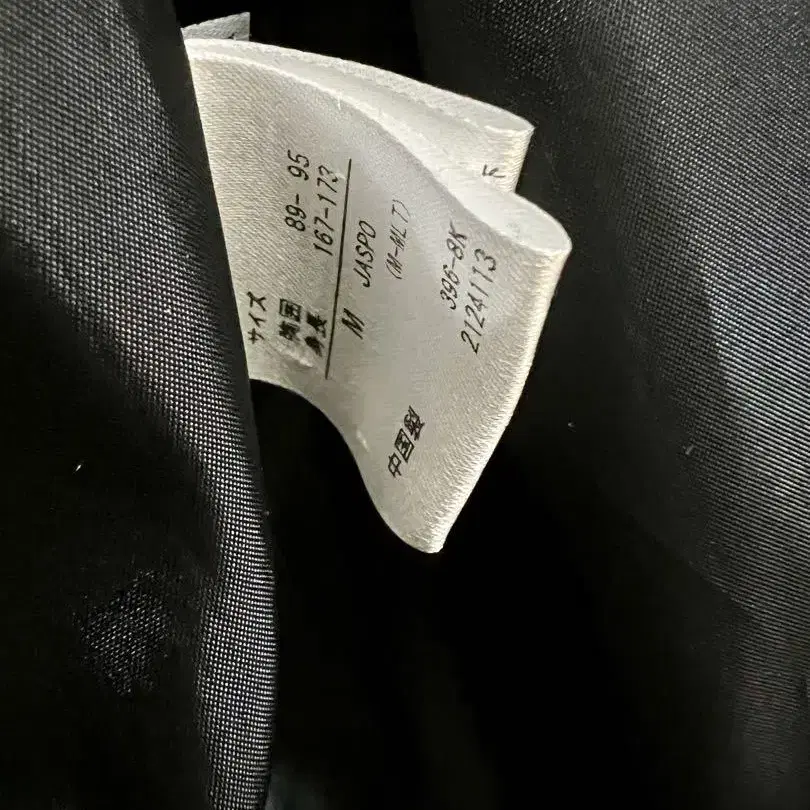 サイズ
胸囲 89- 95
身長 167-173
M JASPO
(M-MLT)
396-8K
2124113
中国製